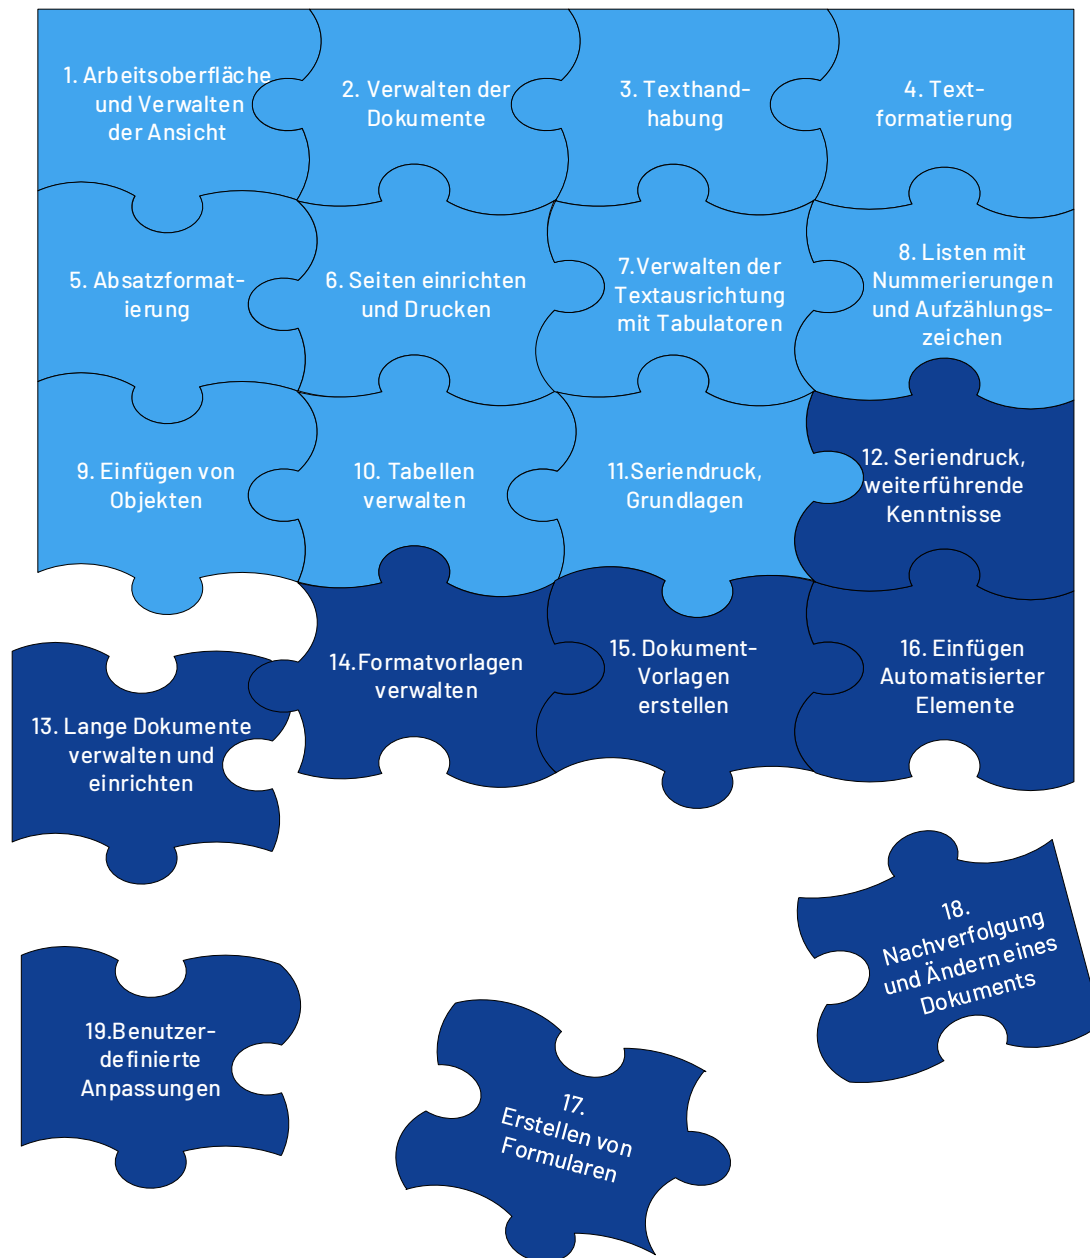 1. Arbeitsoberfläche
und Verwalten
der Ansicht
2. Verwalten der
Dokumente
3. Texthand-
habung
4. Text-
formatierung
5. Absatzformat-
ierung
6. Seiten einrichten
und Drucken
7.Verwalten der
Textausrichtung
mit Tabulatoren
8. Listen mit
Nummerierungen
und Aufzählungs-
zeichen
9. Einfügen von
Objekten
10. Tabellen
verwalten
11.Seriendruck,
Grundlagen
12. Seriendruck,
weiterführende
Kenntnisse
13. Lange Dokumente
verwalten und
einrichten
14.Formatvorlagen
verwalten
15. Dokument-
Vorlagen
erstellen
16. Einfügen
Automatisierter
Elemente
18.
Nachverfolgung
und Ändern eines
Dokuments
19.Benutzer-
definierte
Anpassungen
17.
Erstellen von
Formularen